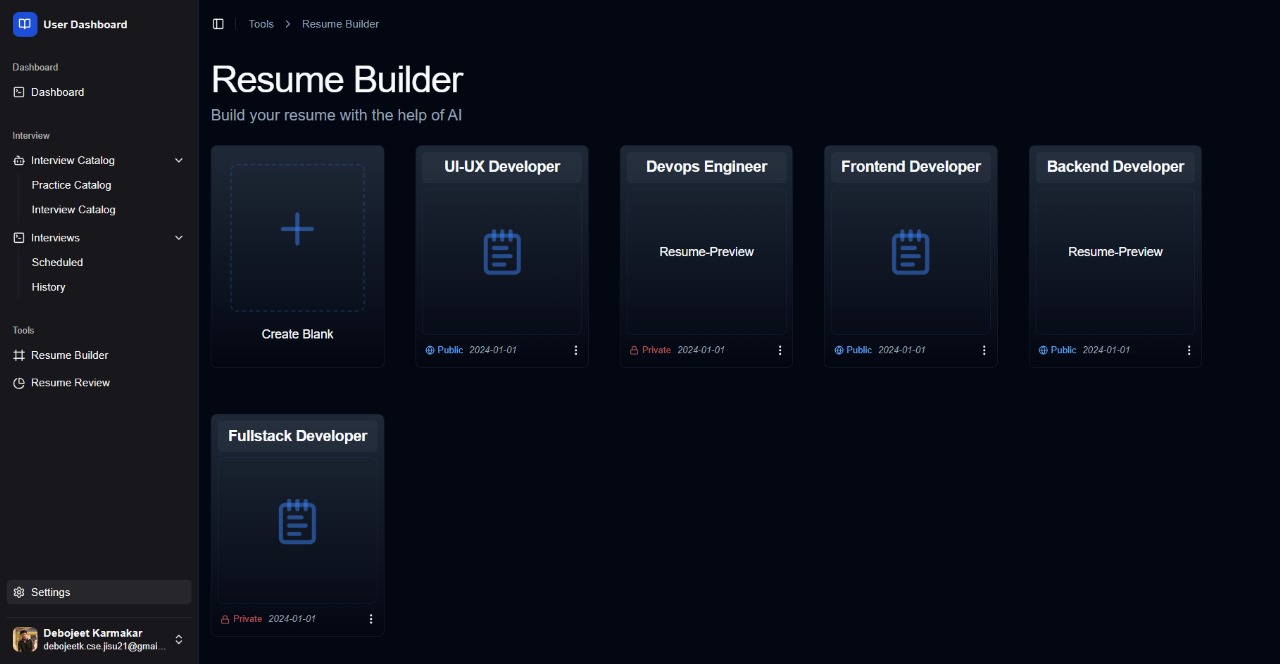 User Dashboard
Dashboard
Dashboard
Interview
Interview Catalog
Practice Catalog
Interview Catalog
Interviews
Scheduled
History
Tools
Resume Builder
Resume Review
Settings
Debojeet Karmakar
debojeetk.cse.jisu21@gmai...
Tools > Resume Builder
Resume Builder
Build your resume with the help of AI
Create Blank
UI-UX Developer
Public 2024-01-01
Devops Engineer
Resume-Preview
Private 2024-01-01
Frontend Developer
Public 2024-01-01
Backend Developer
Resume-Preview
Public 2024-01-01
Fullstack Developer
Private 2024-01-01